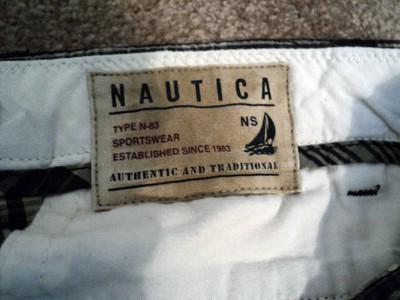 NAUTICA
NS
TYPE N-83
SPORTSWEAR
ESTABLISHED SINCE 1983
AUTHENTIC AND TRADITIONAL